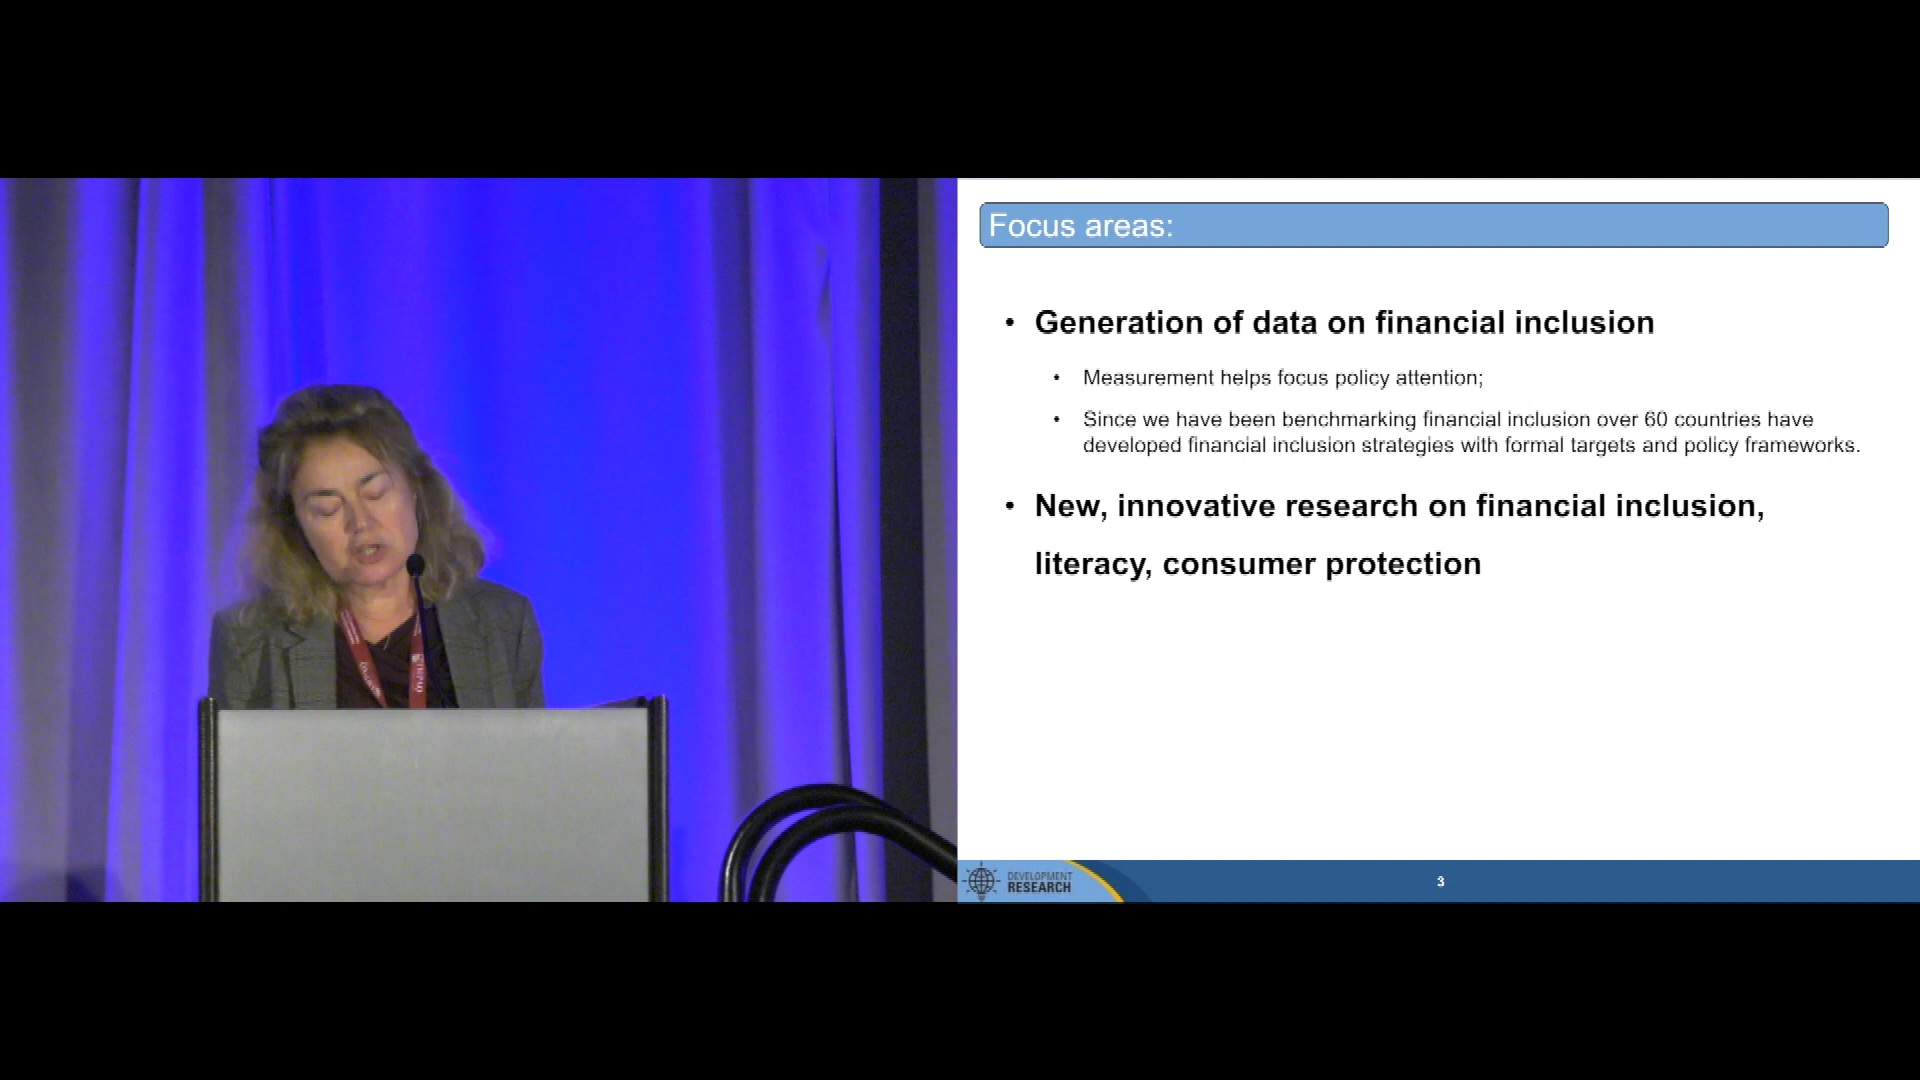 Focus areas:
• Generation of data on financial inclusion
• Measurement helps focus policy attention;
• Since we have been benchmarking financial inclusion over 60 countries have
developed financial inclusion strategies with formal targets and policy frameworks.
• New, innovative research on financial inclusion,
literacy, consumer protection
DEVELOPMENT
RESEARCH
3